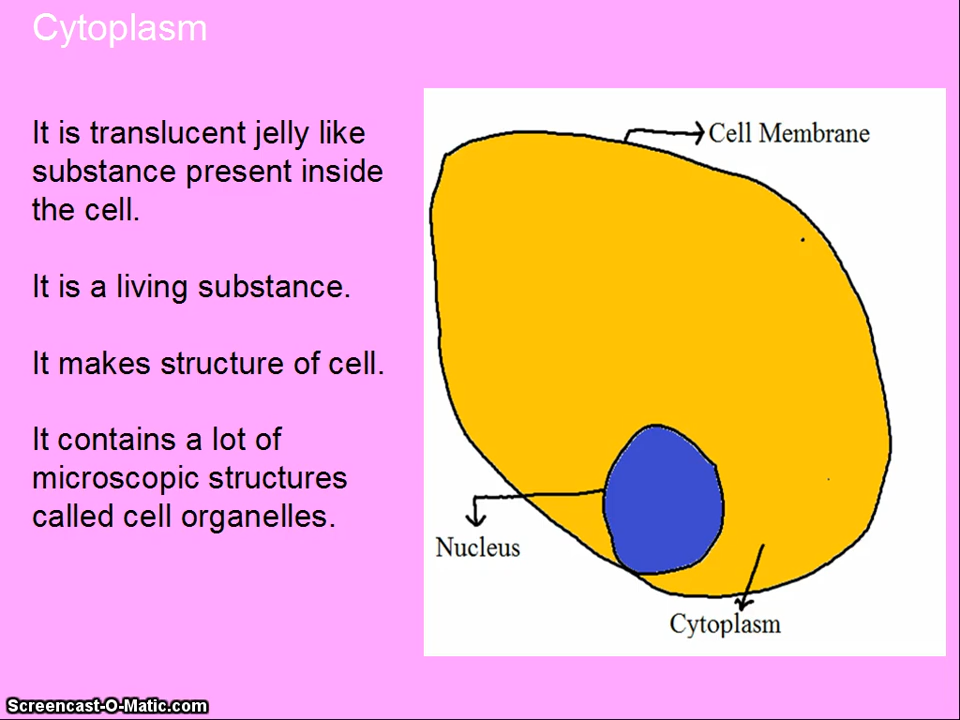 Cytoplasm
It is translucent jelly like
substance present inside
the cell.
It is a living substance.
It makes structure of cell.
It contains a lot of
microscopic structures
called cell organelles.
Cell Membrane
Nucleus
Cytoplasm
Screencast-O-Matic.com